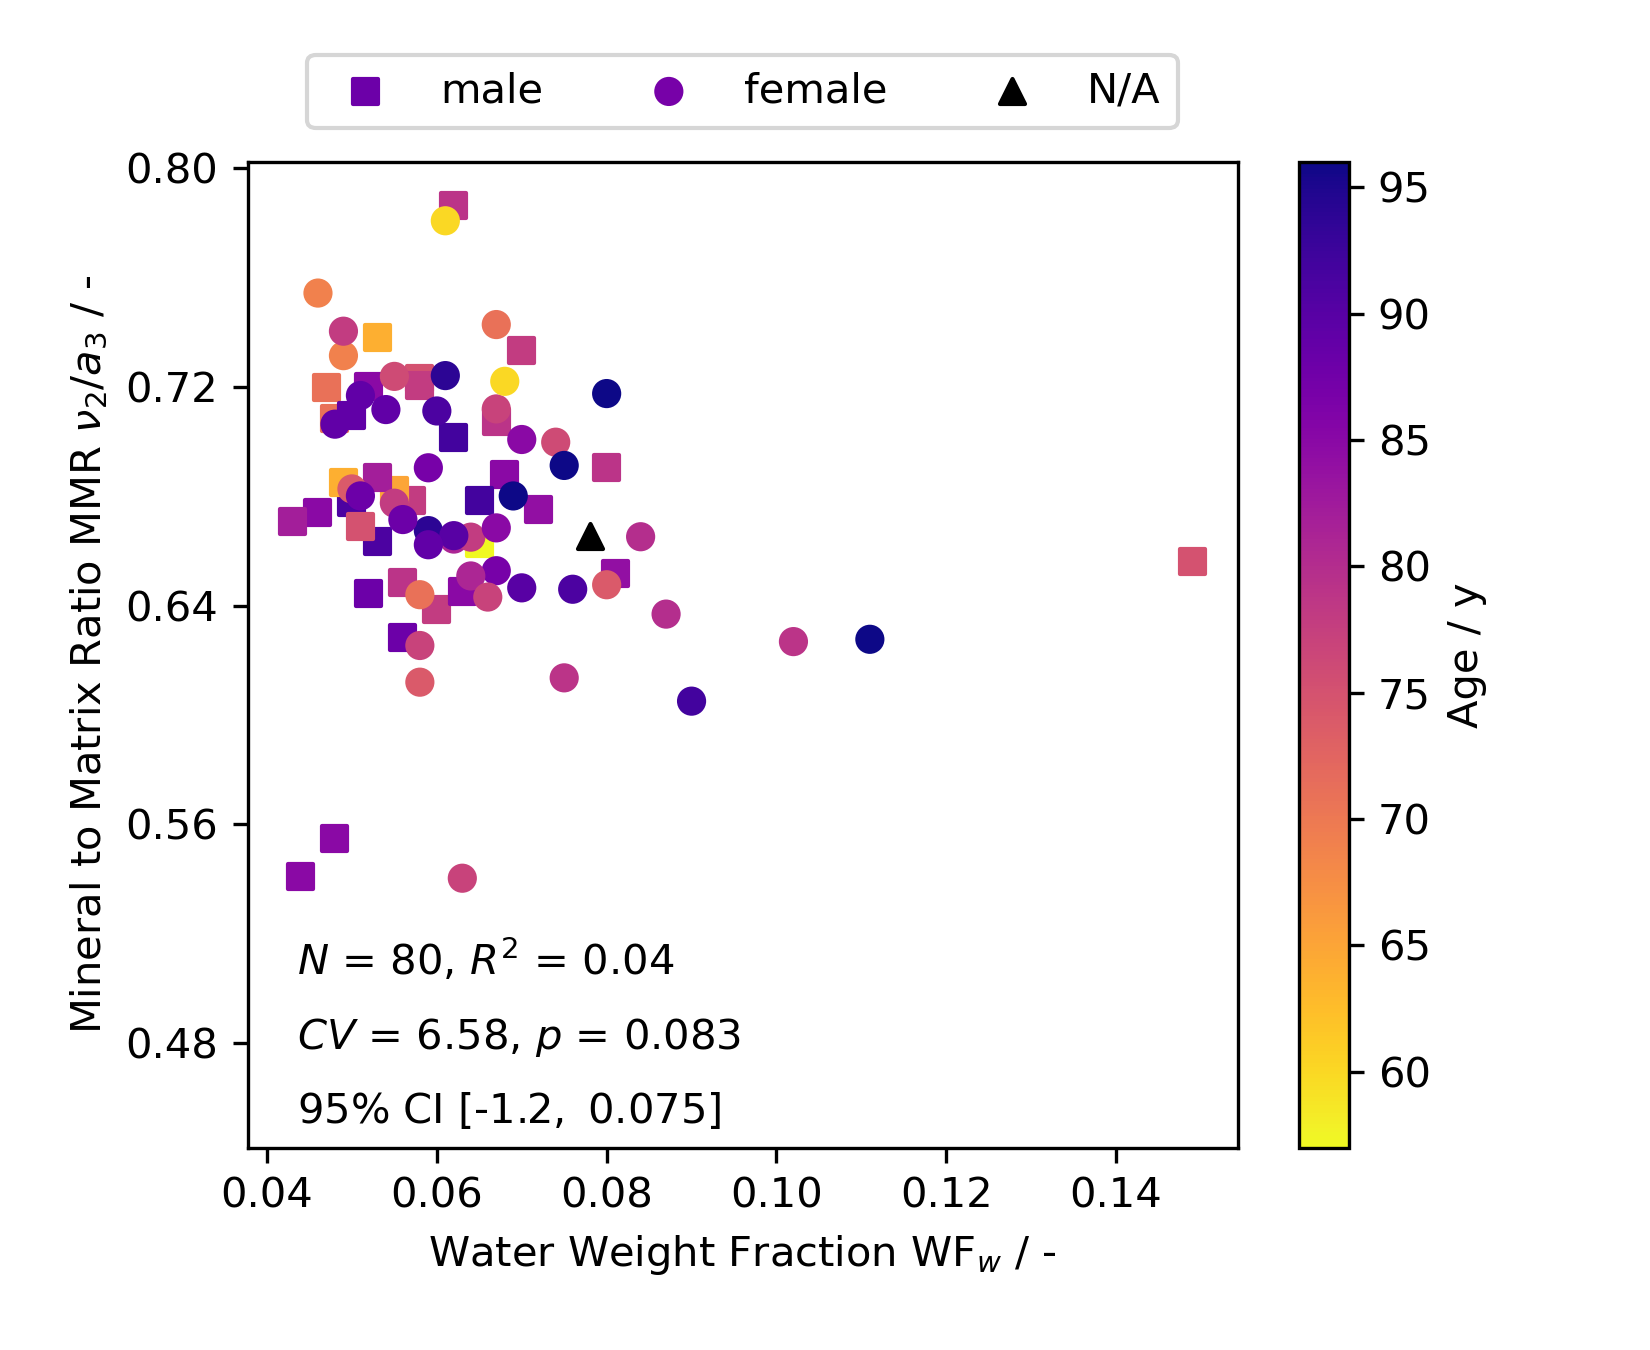 male female N/A
Mineral to Matrix Ratio MMR ν₂/a₃ / -
0.80
0.72
0.64
0.56
0.48
N = 80, R² = 0.04
CV = 6.58, p = 0.083
95% CI [-1.2, 0.075]
0.04 0.06 0.08 0.10 0.12 0.14
Water Weight Fraction WF_w / -
95
90
85
80
75
70
65
60
Age / y